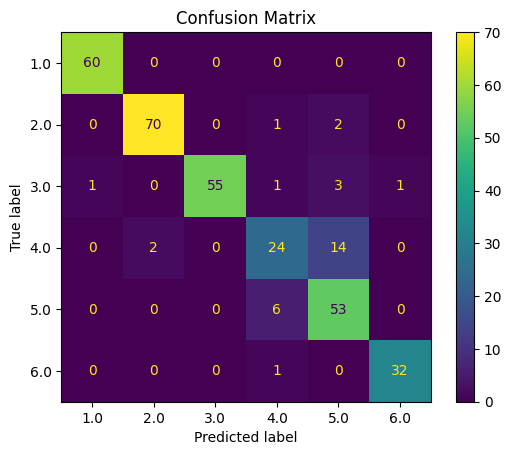 Confusion Matrix
1.0 60 0 0 0 0 0
2.0 0 70 0 1 2 0
3.0 1 0 55 1 3 1
4.0 0 2 0 24 14 0
5.0 0 0 0 6 53 0
6.0 0 0 0 1 0 32
1.0 2.0 3.0 4.0 5.0 6.0
Predicted label
True label
70
60
50
40
30
20
10
0